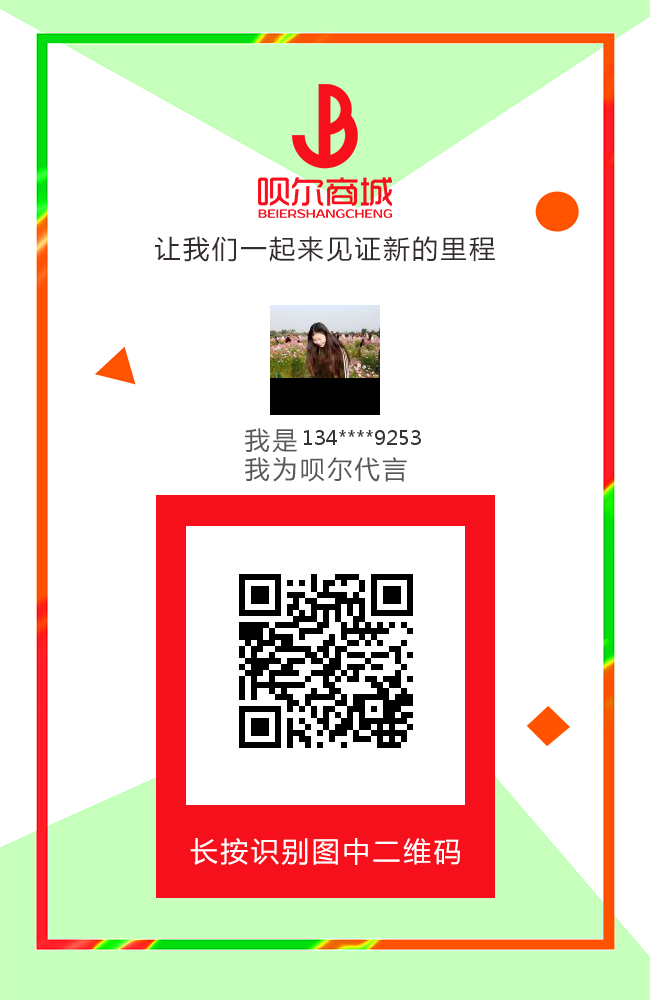 呗尔商城
BEIERSHANGCHENG
让我们一起来见证新的里程
我是 134****9253
我为呗尔代言
长按识别图中二维码